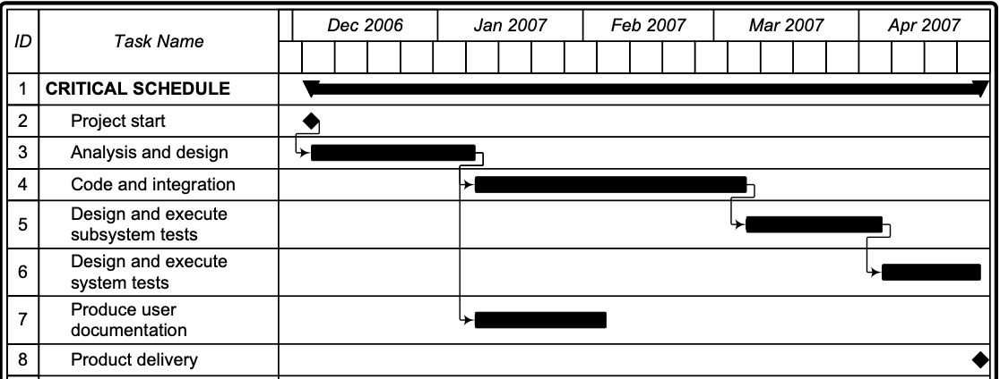 ID Task Name Dec 2006 Jan 2007 Feb 2007 Mar 2007 Apr 2007
1 CRITICAL SCHEDULE
2 Project start
3 Analysis and design
4 Code and integration
5 Design and execute
subsystem tests
6 Design and execute
system tests
7 Produce user
documentation
8 Product delivery